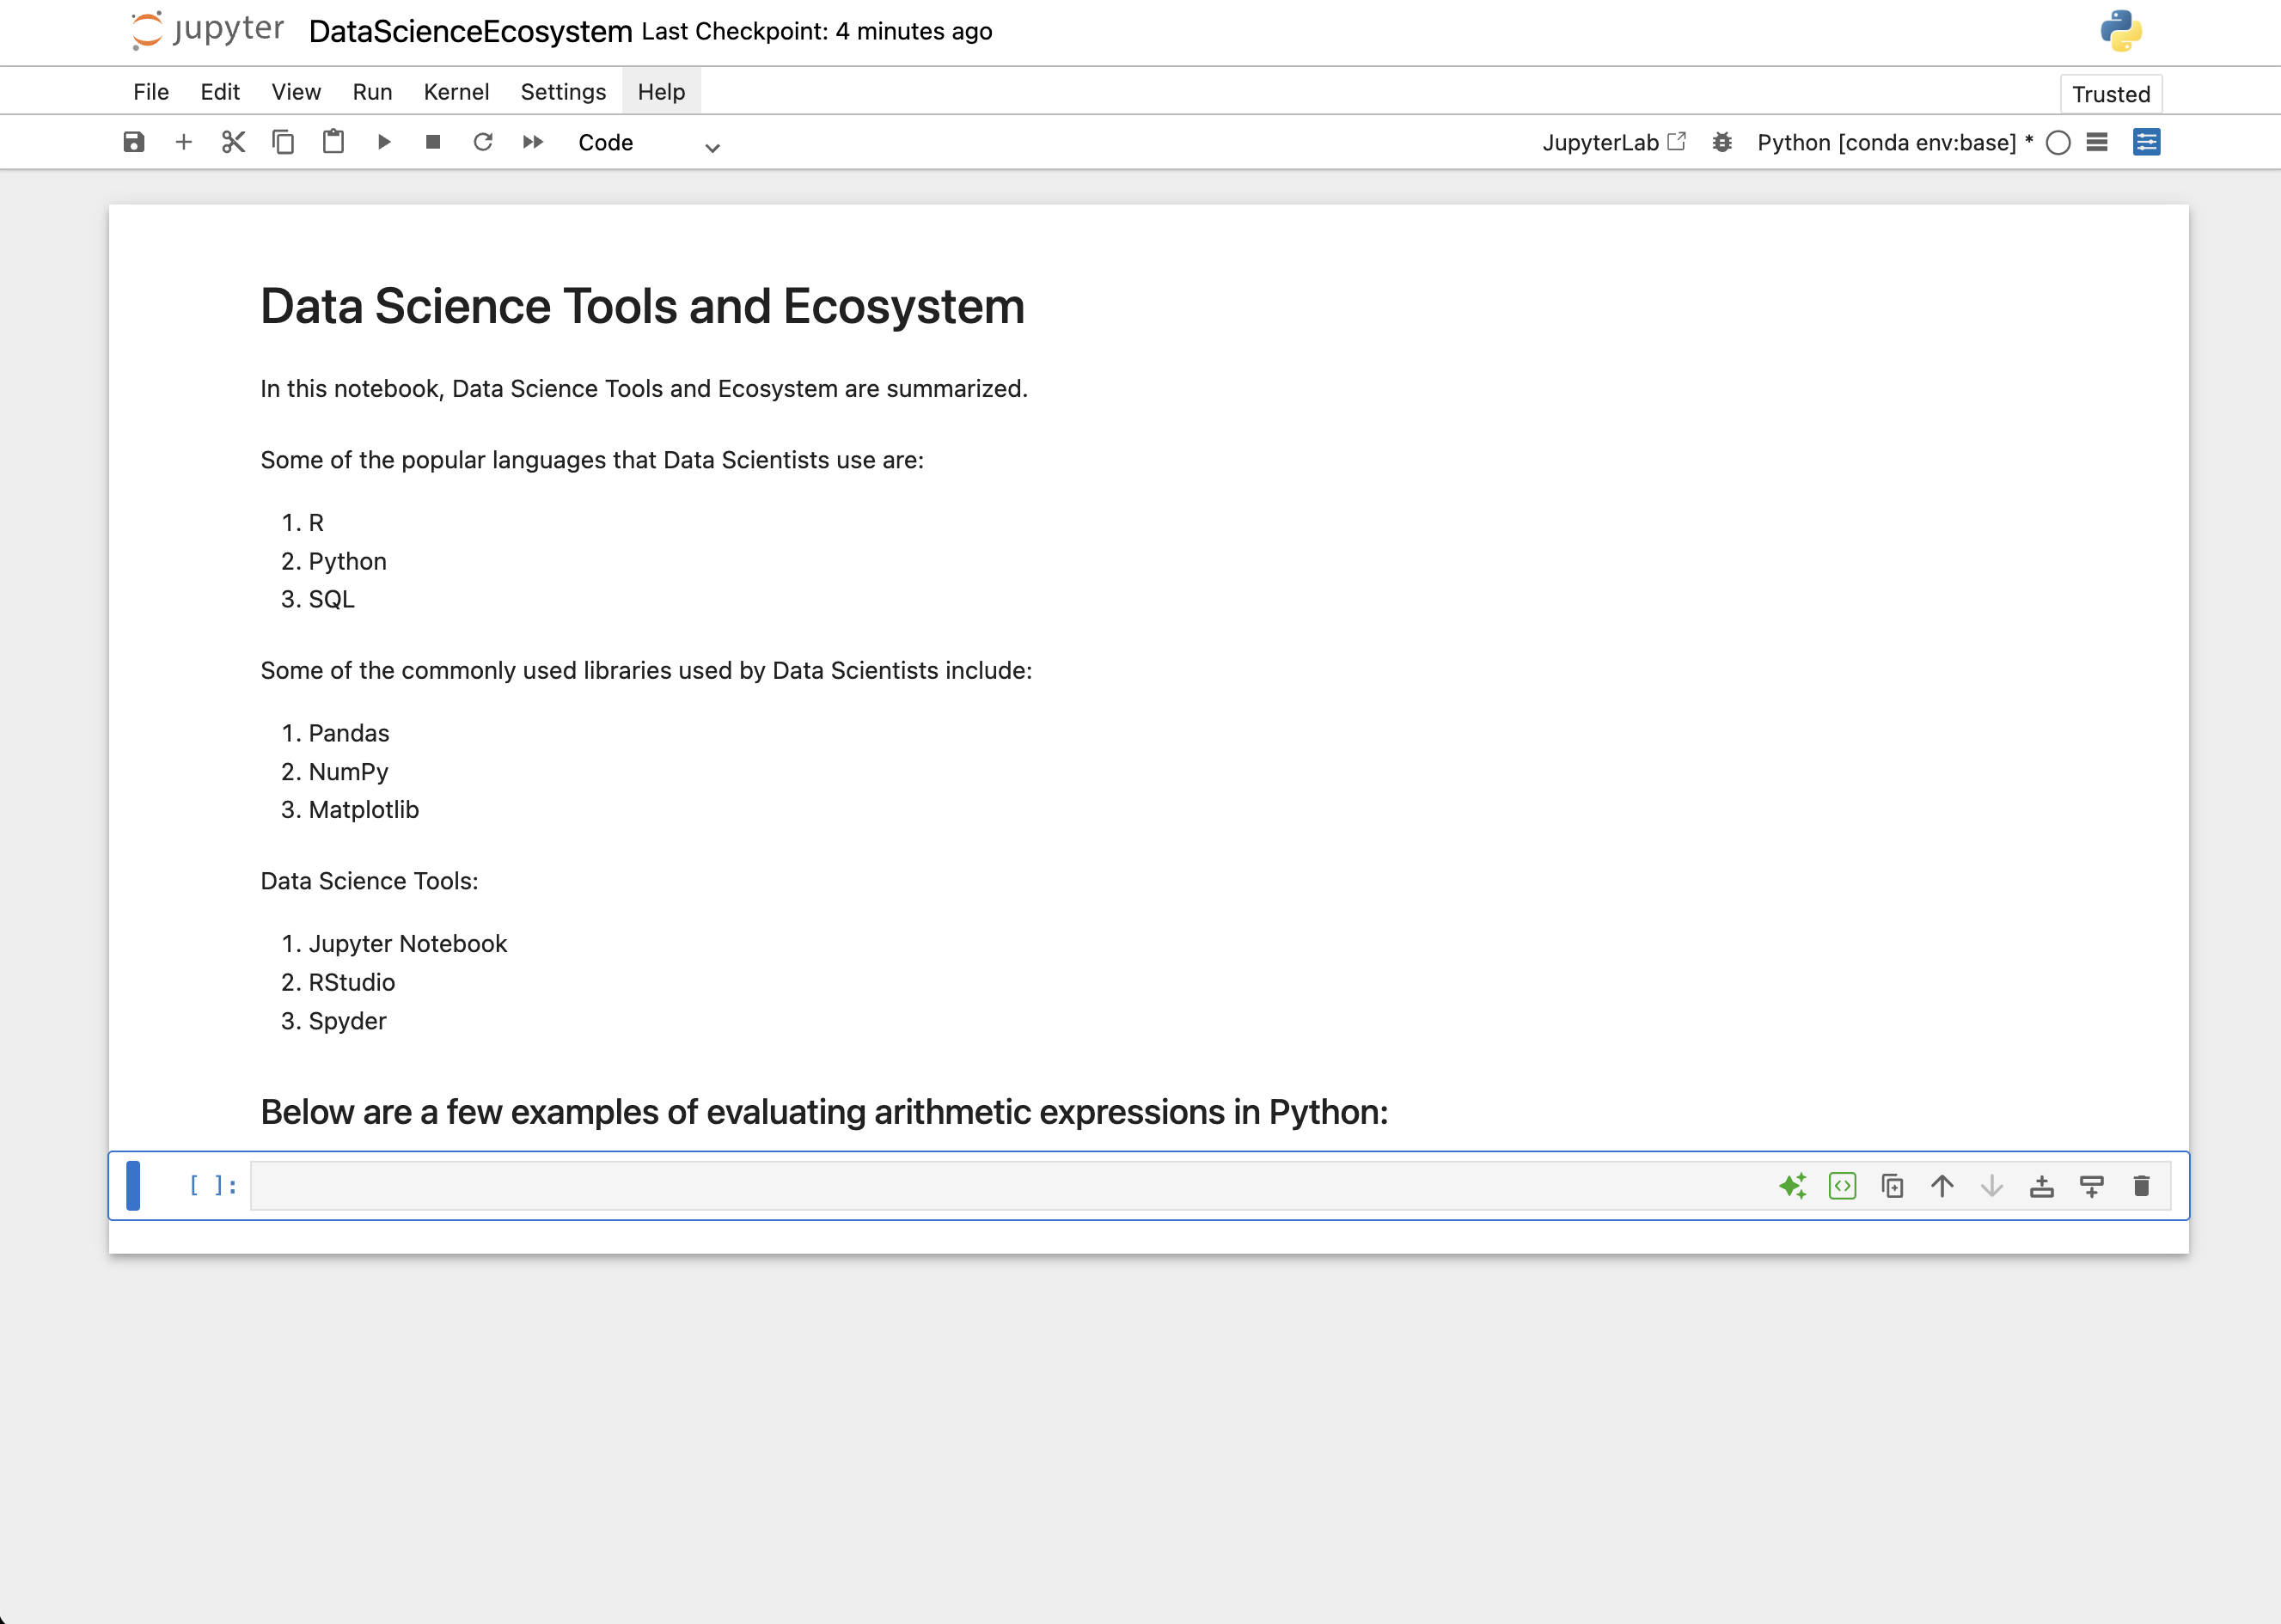 jupyter DataScienceEcosystem Last Checkpoint: 4 minutes ago
File Edit View Run Kernel Settings Help Trusted
Code JupyterLab Python [conda env:base] *
Data Science Tools and Ecosystem
In this notebook, Data Science Tools and Ecosystem are summarized.
Some of the popular languages that Data Scientists use are:
1. R
2. Python
3. SQL
Some of the commonly used libraries used by Data Scientists include:
1. Pandas
2. NumPy
3. Matplotlib
Data Science Tools:
1. Jupyter Notebook
2. RStudio
3. Spyder
Below are a few examples of evaluating arithmetic expressions in Python:
[ ]: